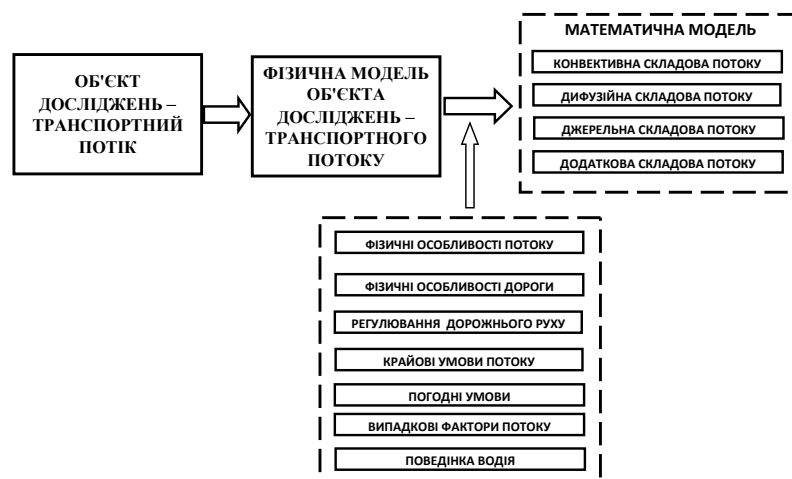 ОБ'ЄКТ
ДОСЛІДЖЕНЬ –
ТРАНСПОРТНИЙ
ПОТІК
ФІЗИЧНА МОДЕЛЬ
ОБ'ЄКТА
ДОСЛІДЖЕНЬ –
ТРАНСПОРТНОГО
ПОТОКУ
МАТЕМАТИЧНА МОДЕЛЬ
КОНВЕКТИВНА СКЛАДОВА ПОТОКУ
ДИФУЗІЙНА СКЛАДОВА ПОТОКУ
ДЖЕРЕЛЬНА СКЛАДОВА ПОТОКУ
ДОДАТКОВА СКЛАДОВА ПОТОКУ
ФІЗИЧНІ ОСОБЛИВОСТІ ПОТОКУ
ФІЗИЧНІ ОСОБЛИВОСТІ ДОРОГИ
РЕГУЛЮВАННЯ ДОРОЖНЬОГО РУХУ
КРАЙОВІ УМОВИ ПОТОКУ
ПОГОДНІ УМОВИ
ВИПАДКОВІ ФАКТОРИ ПОТОКУ
ПОВЕДІНКА ВОДІЯ